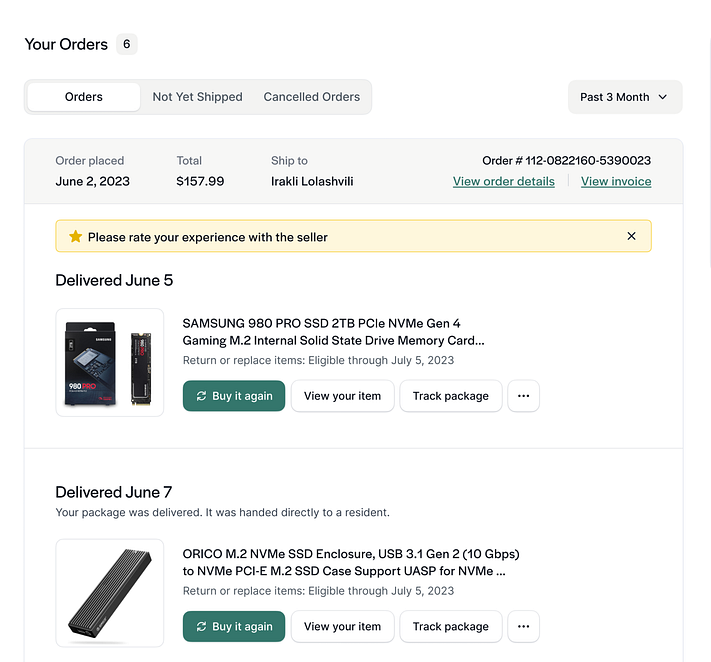 Your Orders 6
Orders Not Yet Shipped Cancelled Orders Past 3 Month
Order placed Total Ship to Order # 112-0822160-5390023
June 2, 2023 $157.99 Irakli Lolashvili View order details View invoice
Please rate your experience with the seller
Delivered June 5
SAMSUNG 980 PRO SSD 2TB PCIe NVMe Gen 4
Gaming M.2 Internal Solid State Drive Memory Card...
Return or replace items: Eligible through July 5, 2023
Buy it again View your item Track package ...
SAMSUNG
980 PRO
Delivered June 7
Your package was delivered. It was handed directly to a resident.
ORICO M.2 NVMe SSD Enclosure, USB 3.1 Gen 2 (10 Gbps)
to NVMe PCI-E M.2 SSD Case Support UASP for NVMe ...
Return or replace items: Eligible through July 5, 2023
Buy it again View your item Track package ...